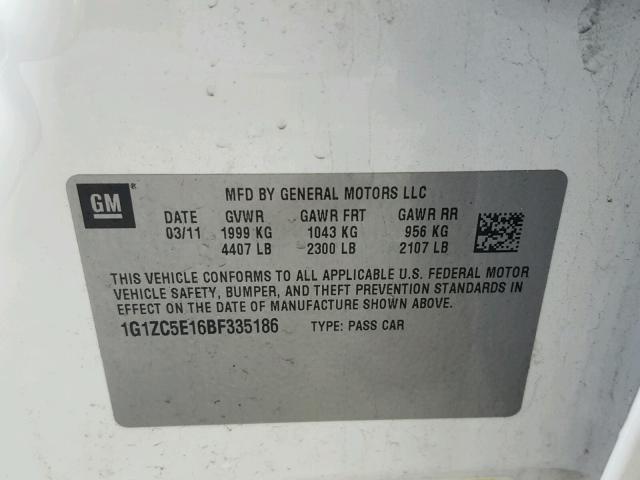 GM®
MFD BY GENERAL MOTORS LLC
DATE GVWR GAWR FRT GAWR RR
03/11 1999 KG 1043 KG 956 KG
4407 LB 2300 LB 2107 LB
THIS VEHICLE CONFORMS TO ALL APPLICABLE U.S. FEDERAL MOTOR
VEHICLE SAFETY, BUMPER, AND THEFT PREVENTION STANDARDS IN
EFFECT ON THE DATE OF MANUFACTURE SHOWN ABOVE.
1G1ZC5E16BF335186 TYPE: PASS CAR